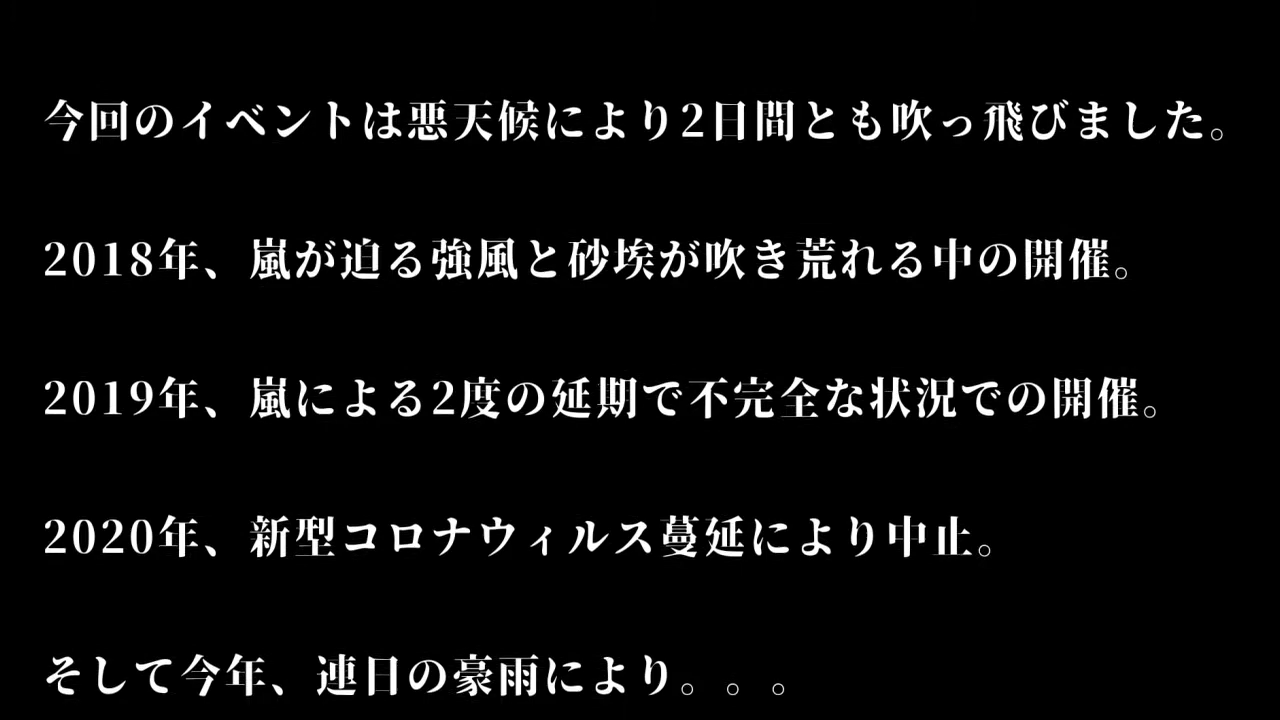 今回のイベントは悪天候により2日間とも吹っ飛びました。
2018年、嵐が迫る強風と砂埃が吹き荒れる中の開催。
2019年、嵐による2度の延期で不完全な状況での開催。
2020年、新型コロナウィルス蔓延により中止。
そして今年、連日の豪雨により。。。